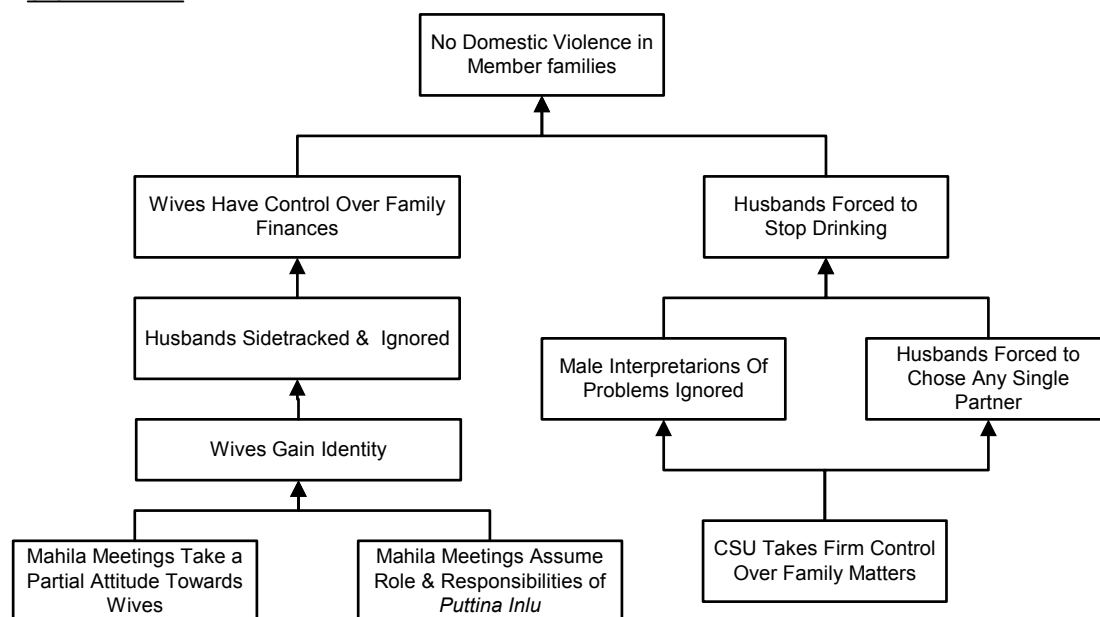 No Domestic Violence in
Member families
Wives Have Control Over Family
Finances
Husbands Forced to
Stop Drinking
Husbands Sidetracked & Ignored
Male Interpretarions Of
Problems Ignored
Husbands Forced to
Chose Any Single
Partner
Wives Gain Identity
Mahila Meetings Take a
Partial Attitude Towards
Wives
Mahila Meetings Assume
Role & Responsibilities of
Puttina Inlu
CSU Takes Firm Control
Over Family Matters